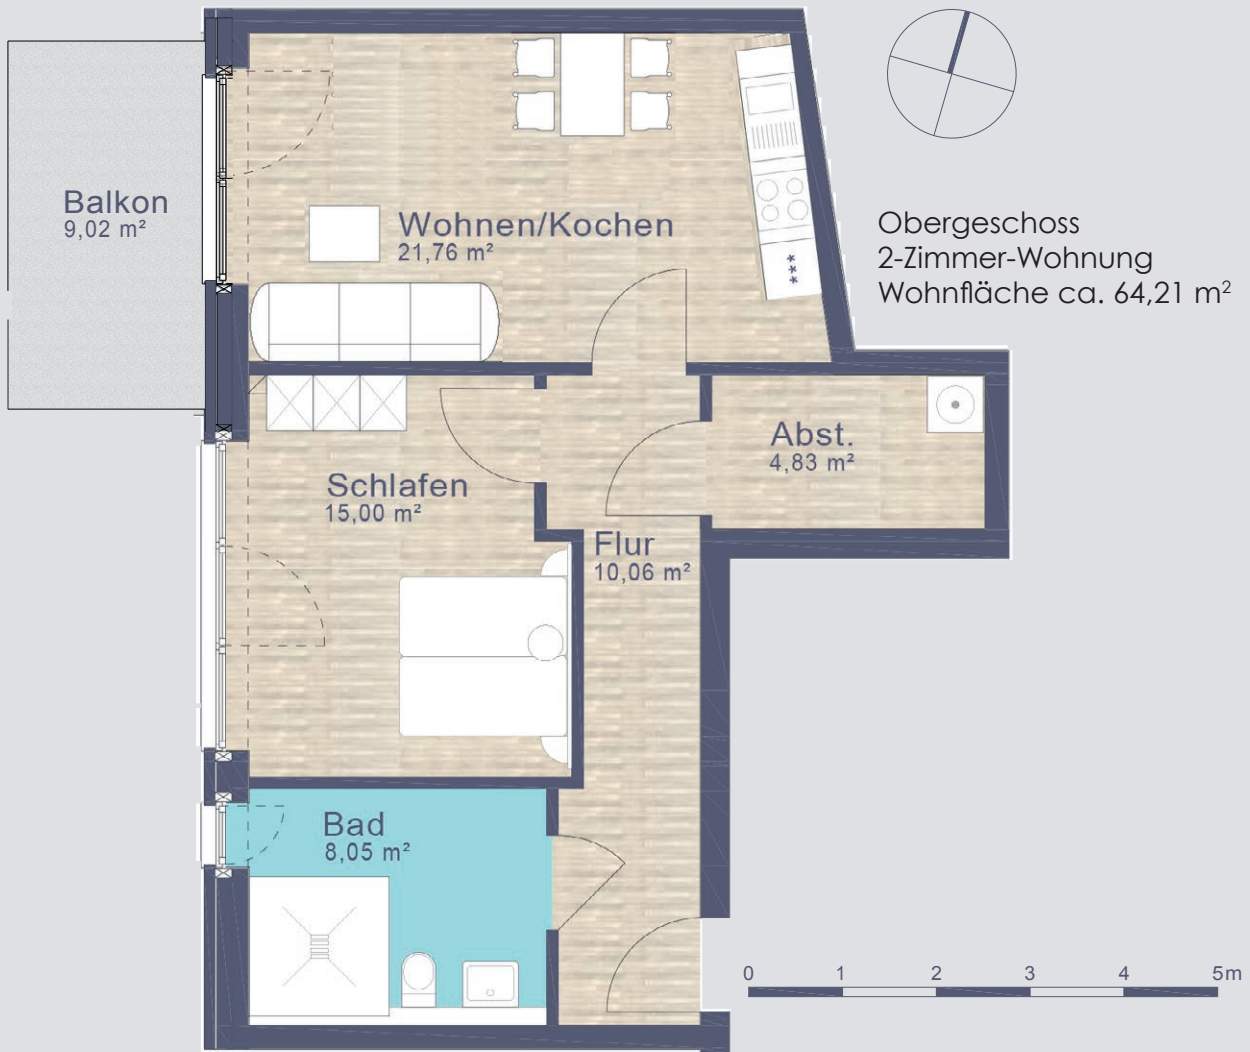 Balkon
9,02 m²
Wohnen/Kochen
21,76 m²
***
Obergeschoss
2-Zimmer-Wohnung
Wohnfläche ca. 64,21 m²
Abst.
4,83 m²
Schlafen
15,00 m²
Flur
10,06 m²
Bad
8,05 m²
0 1 2 3 4 5m